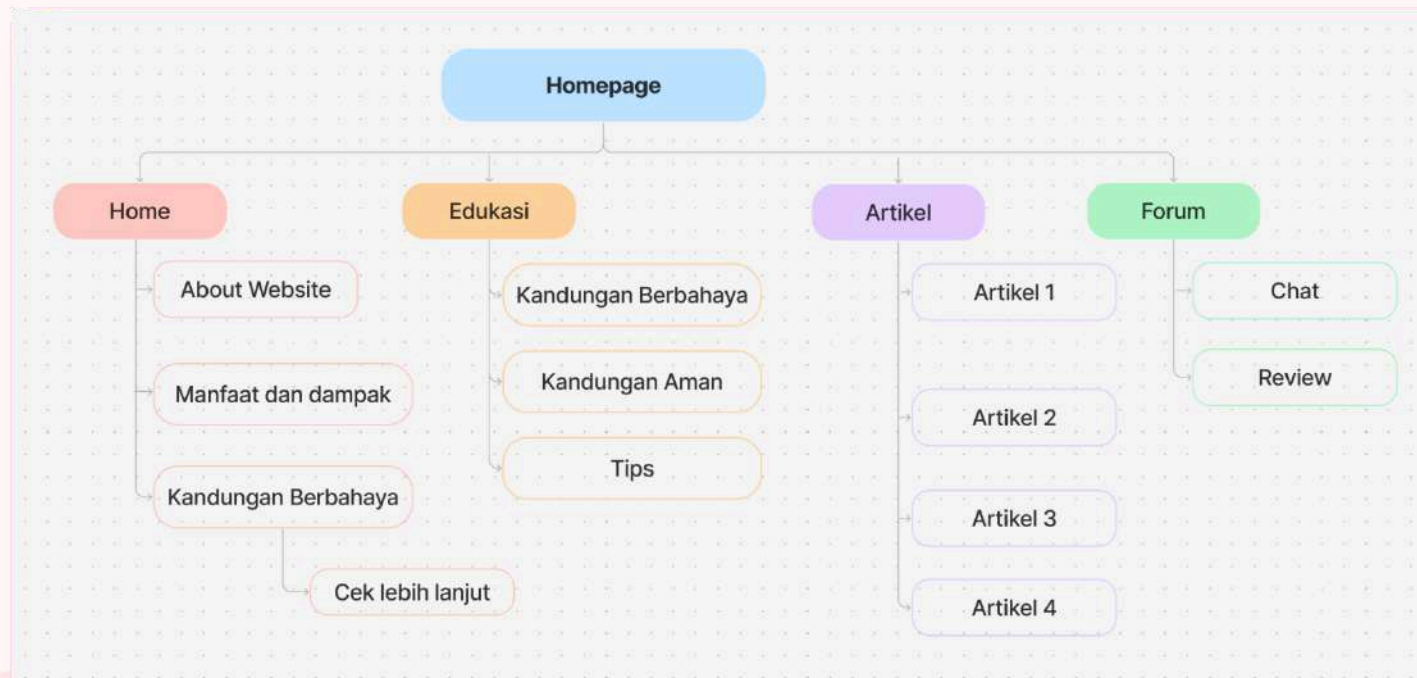 Homepage
Home
Edukasi
Artikel
Forum
About Website
Manfaat dan dampak
Kandungan Berbahaya
Cek lebih lanjut
Kandungan Berbahaya
Kandungan Aman
Tips
Artikel 1
Artikel 2
Artikel 3
Artikel 4
Chat
Review